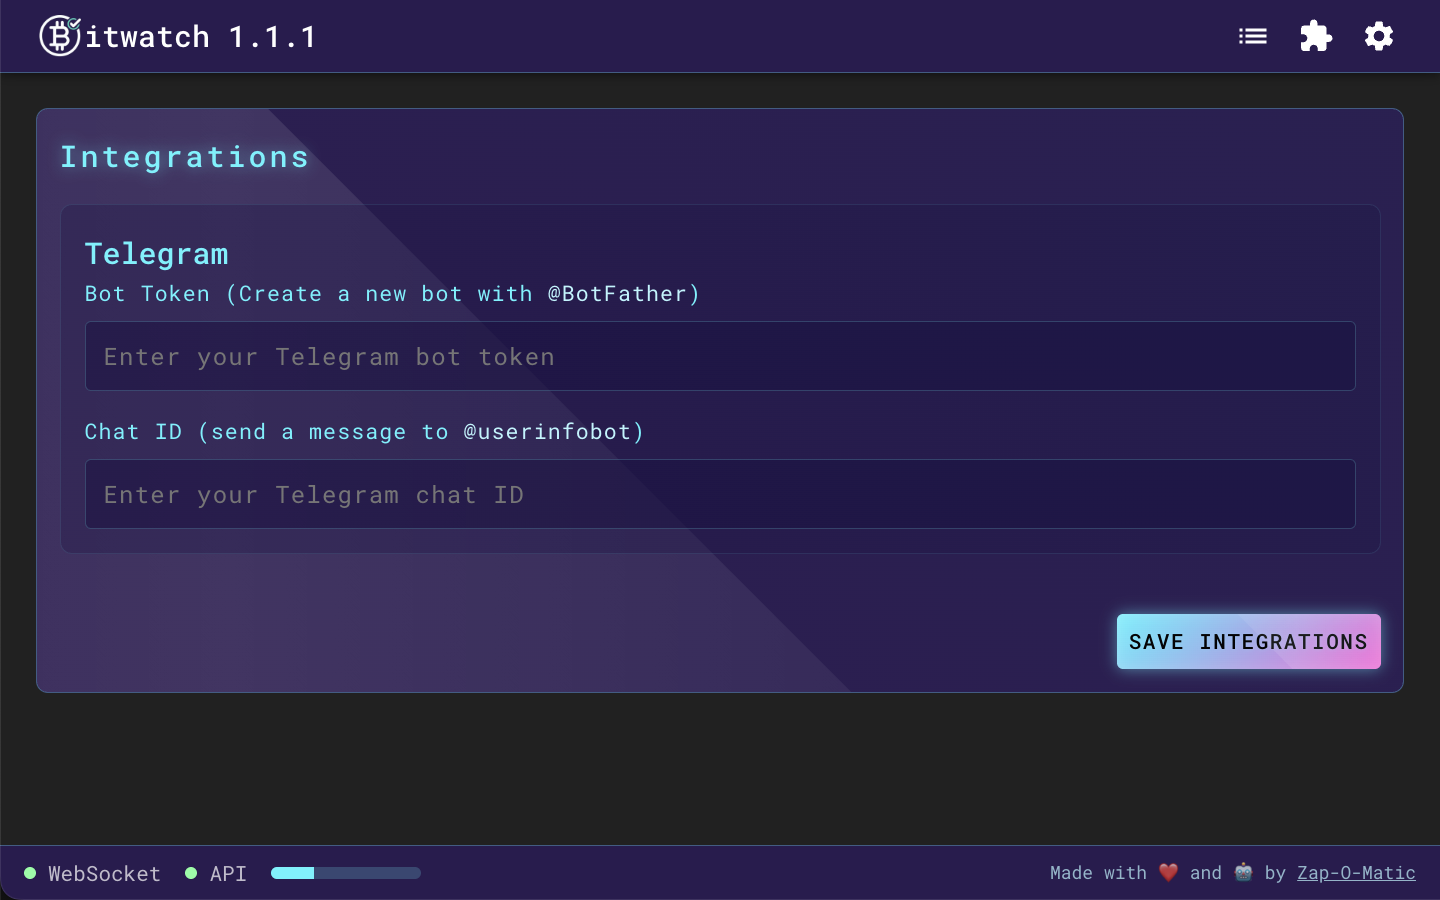 Bitwatch 1.1.1
Integrations
Telegram
Bot Token (Create a new bot with @BotFather)
Enter your Telegram bot token
Chat ID (send a message to @userinfobot)
Enter your Telegram chat ID
SAVE INTEGRATIONS
WebSocket API
Made with ❤️ and 🤖 by Zap-O-Matic